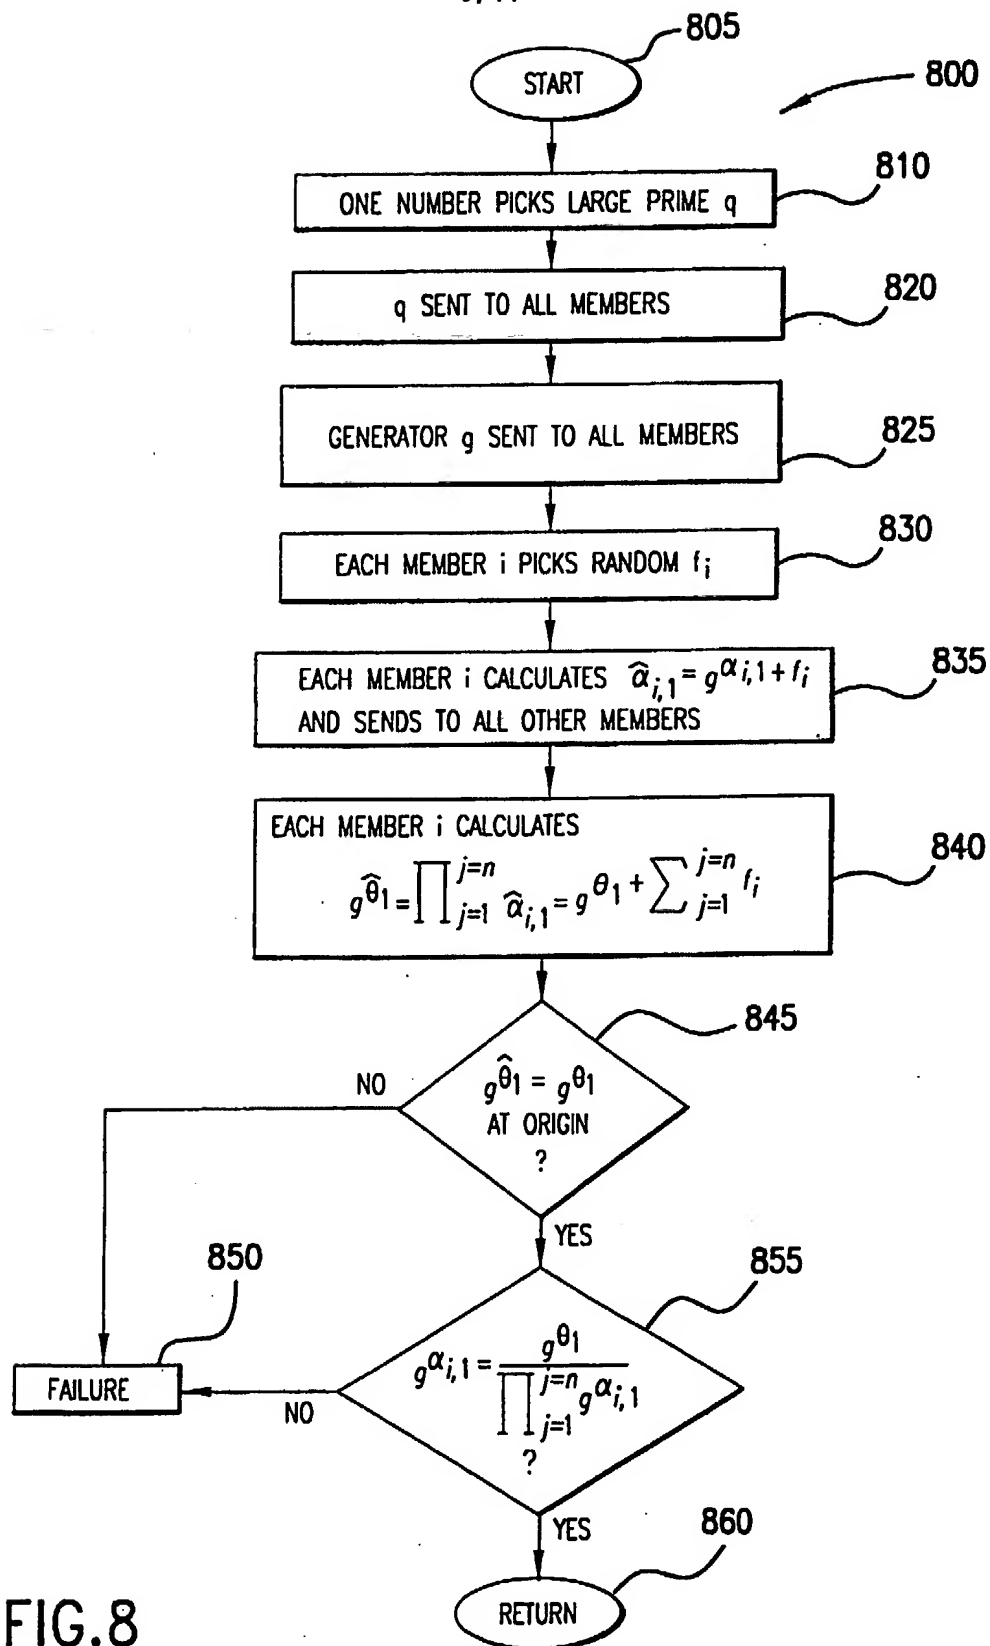 805
START
800
810
ONE NUMBER PICKS LARGE PRIME q
820
q SENT TO ALL MEMBERS
825
GENERATOR g SENT TO ALL MEMBERS
830
EACH MEMBER i PICKS RANDOM f_i
835
EACH MEMBER i CALCULATES α̂_{i,1} = g^{α_{i,1} + f_i}
AND SENDS TO ALL OTHER MEMBERS
840
EACH MEMBER i CALCULATES
g^{θ̂_1} = ∏_{j=1}^{j=n} α̂_{i,1} = g^{θ_1 + ∑_{j=1}^{j=n} f_i}
845
g^{θ̂_1} = g^{θ_1}
AT ORIGIN
?
NO
YES
850
855
FAILURE
g^{α_{i,1}} = g^{θ_1} / ∏_{j=1}^{j=n} g^{α_{i,1}}
?
NO
YES
860
RETURN
FIG.8